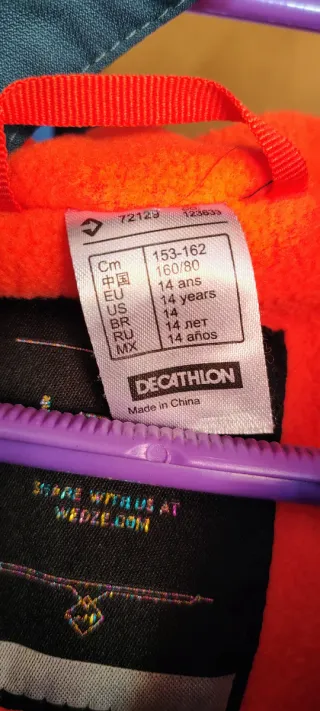 72129 123633
Cm 153-162
中国 160/80
EU 14 ans
US 14 years
BR 14
RU 14 лет
MX 14 años
DECATHLON
Made in China
SHARE WITH US AT
WEDZE.COM